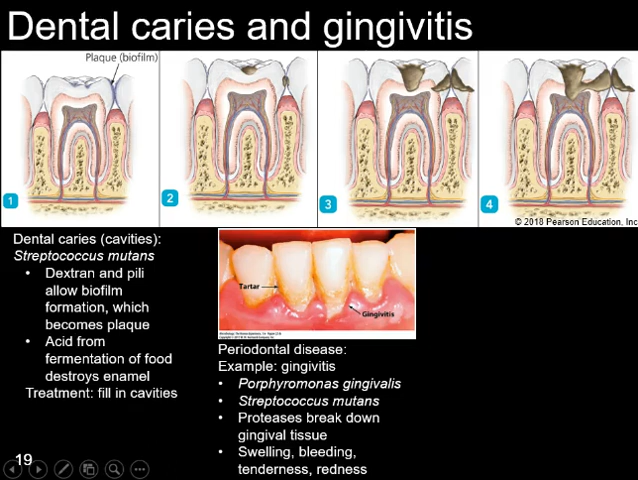 Dental caries and gingivitis
Plaque (biofilm)
1
2
3
4
© 2018 Pearson Education, Inc
Dental caries (cavities):
Streptococcus mutans
• Dextran and pili
allow biofilm
formation, which
becomes plaque
• Acid from
fermentation of food
destroys enamel
Treatment: fill in cavities
Tartar
Gingivitis
Periodontal disease:
Example: gingivitis
• Porphyromonas gingivalis
• Streptococcus mutans
• Proteases break down
gingival tissue
• Swelling, bleeding,
tenderness, redness
19